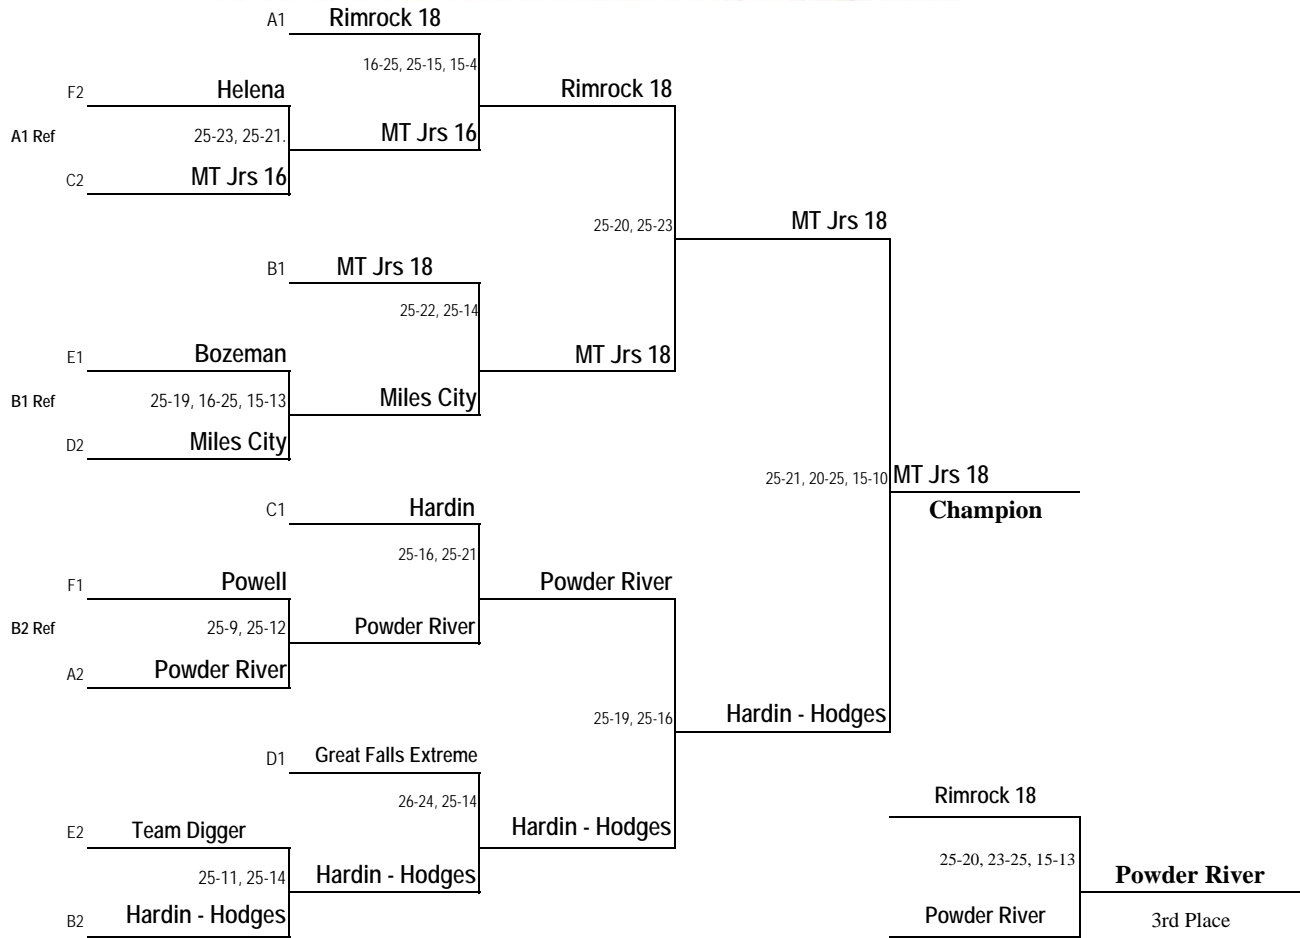 A1 Rimrock 18
16-25, 25-15, 15-4
F2 Helena
Rimrock 18
A1 Ref
25-23, 25-21.
MT Jrs 16
C2 MT Jrs 16
25-20, 25-23
MT Jrs 18
B1 MT Jrs 18
25-22, 25-14
E1 Bozeman
MT Jrs 18
B1 Ref
25-19, 16-25, 15-13
Miles City
D2 Miles City
25-21, 20-25, 15-10
MT Jrs 18
Champion
C1 Hardin
25-16, 25-21
F1 Powell
Powder River
B2 Ref
25-9, 25-12
Powder River
A2 Powder River
25-19, 25-16
Hardin - Hodges
D1 Great Falls Extreme
26-24, 25-14
Rimrock 18
E2 Team Digger
Hardin - Hodges
25-11, 25-14
Hardin - Hodges
25-20, 23-25, 15-13
Powder River
B2 Hardin - Hodges
Powder River
3rd Place